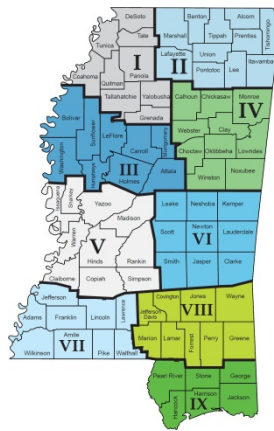 DeSoto
Tunica
Tate
I
Panola
Coahoma
Quitman
Tallahatchie
Yalobusha
Grenada
Benton
Alcorn
Tishomingo
Marshall
Tippah
Prentiss
Lafayette
Union
II
Pontotoc
Lee
Itawamba
Bolivar
Sunflower
LeFlore
Carroll
Montgomery
Washington
Humphreys
III
Holmes
Attala
Calhoun
Chickasaw
Monroe
IV
Webster
Clay
Choctaw
Oktibbeha
Lowndes
Winston
Noxubee
Issaquena
Sharkey
Yazoo
Madison
Warren
V
Hinds
Rankin
Claiborne
Copiah
Simpson
Leake
Neshoba
Kemper
VI
Scott
Newton
Lauderdale
Smith
Jasper
Clarke
Jefferson
Adams
Franklin
Lincoln
Lawrence
Amite
VII
Wilkinson
Pike
Walthall
Covington
Jones
Wayne
Jefferson
Davis
VIII
Marion
Lamar
Forrest
Perry
Greene
Pearl River
Stone
George
Hancock
Harrison
IX
Jackson